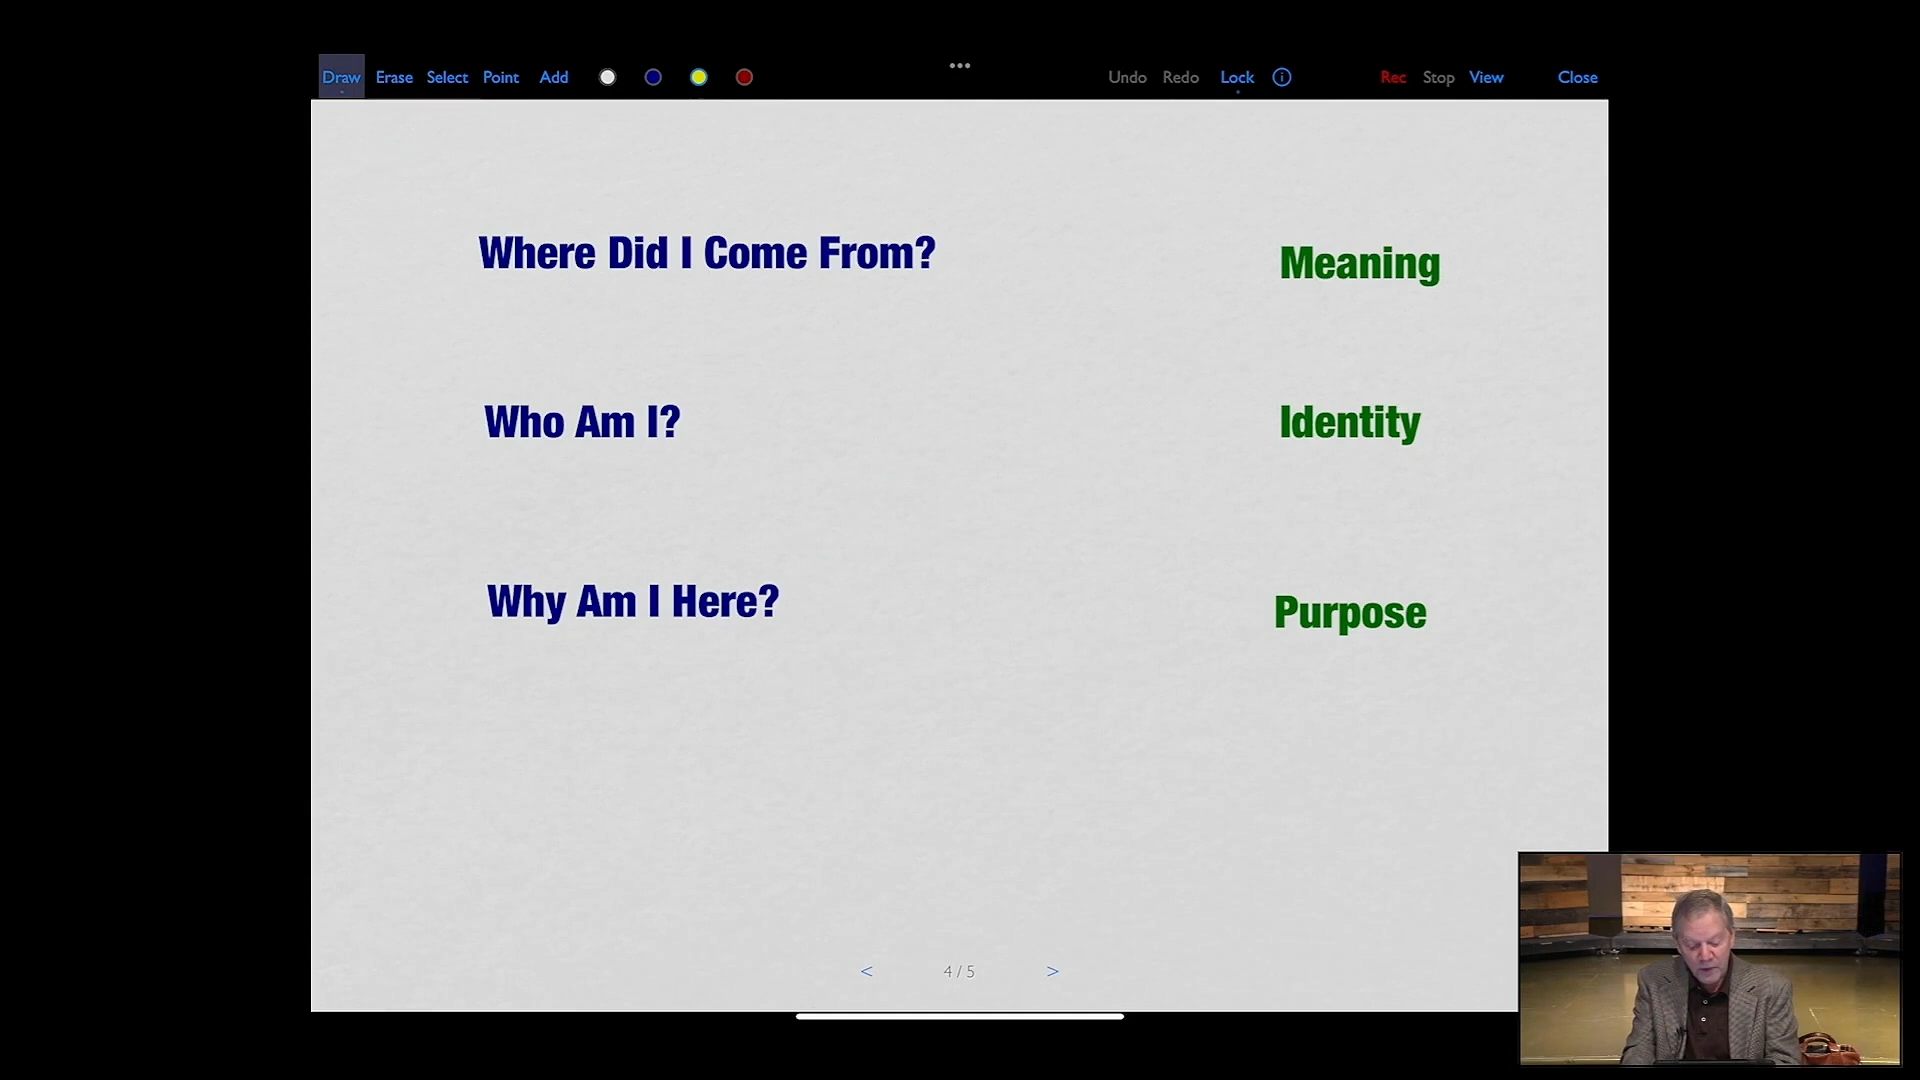 Draw Erase Select Point Add ••• Undo Redo Lock Rec Stop View Close
Where Did I Come From? Meaning
Who Am I? Identity
Why Am I Here? Purpose
< 4 / 5 >